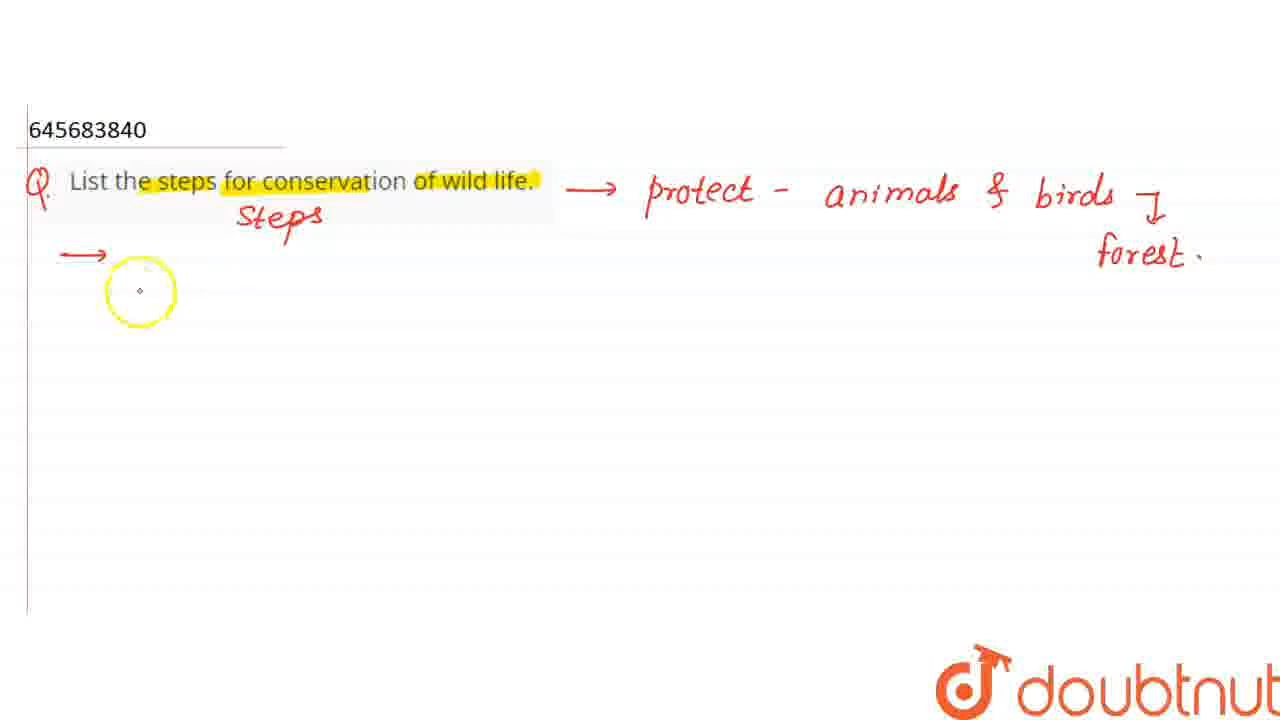 645683840
Q. List the steps for conservation of wild life. → protect - animals & birds
steps
forest.
→
doubtnut